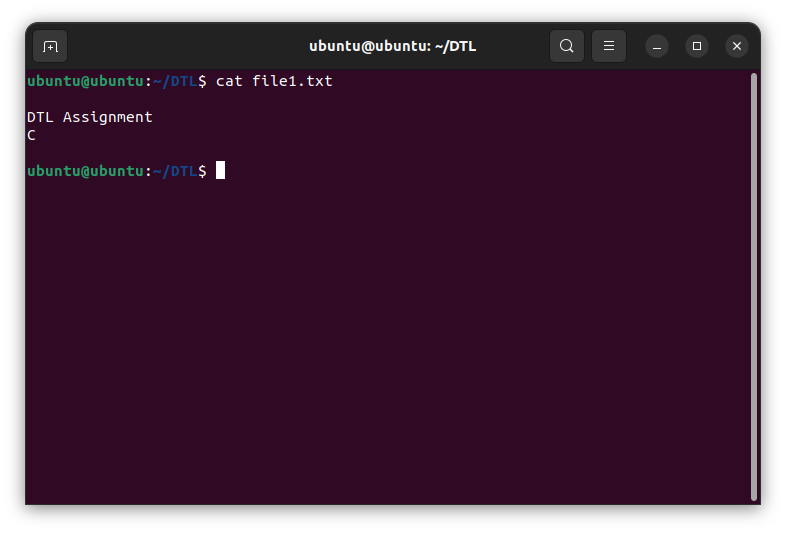 ubuntu@ubuntu: ~/DTL
ubuntu@ubuntu:~/DTL$ cat file1.txt
DTL Assignment
C
ubuntu@ubuntu:~/DTL$